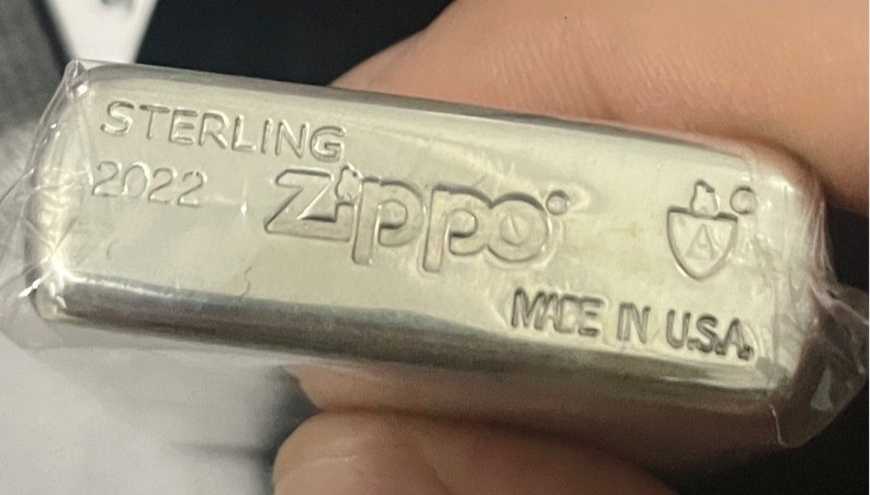 STERLING
2022
Zippo
A
MADE IN U.S.A.